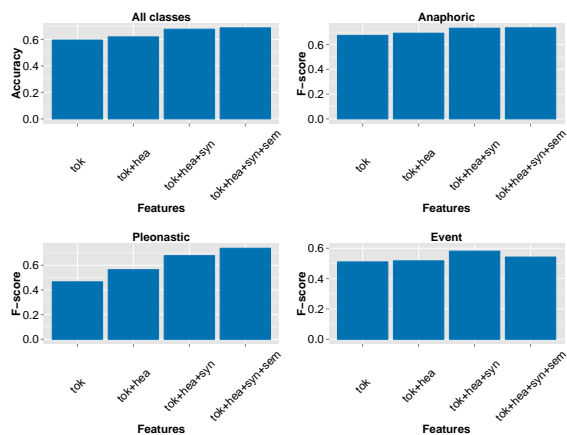 All classes
Accuracy
0.6
0.4
0.2
0.0
tok
tok+hea
tok+hea+syn
tok+hea+syn+sem
Features
Anaphoric
F−score
0.6
0.4
0.2
0.0
tok
tok+hea
tok+hea+syn
tok+hea+syn+sem
Features
Pleonastic
F−score
0.6
0.4
0.2
0.0
tok
tok+hea
tok+hea+syn
tok+hea+syn+sem
Features
Event
F−score
0.6
0.4
0.2
0.0
tok
tok+hea
tok+hea+syn
tok+hea+syn+sem
Features